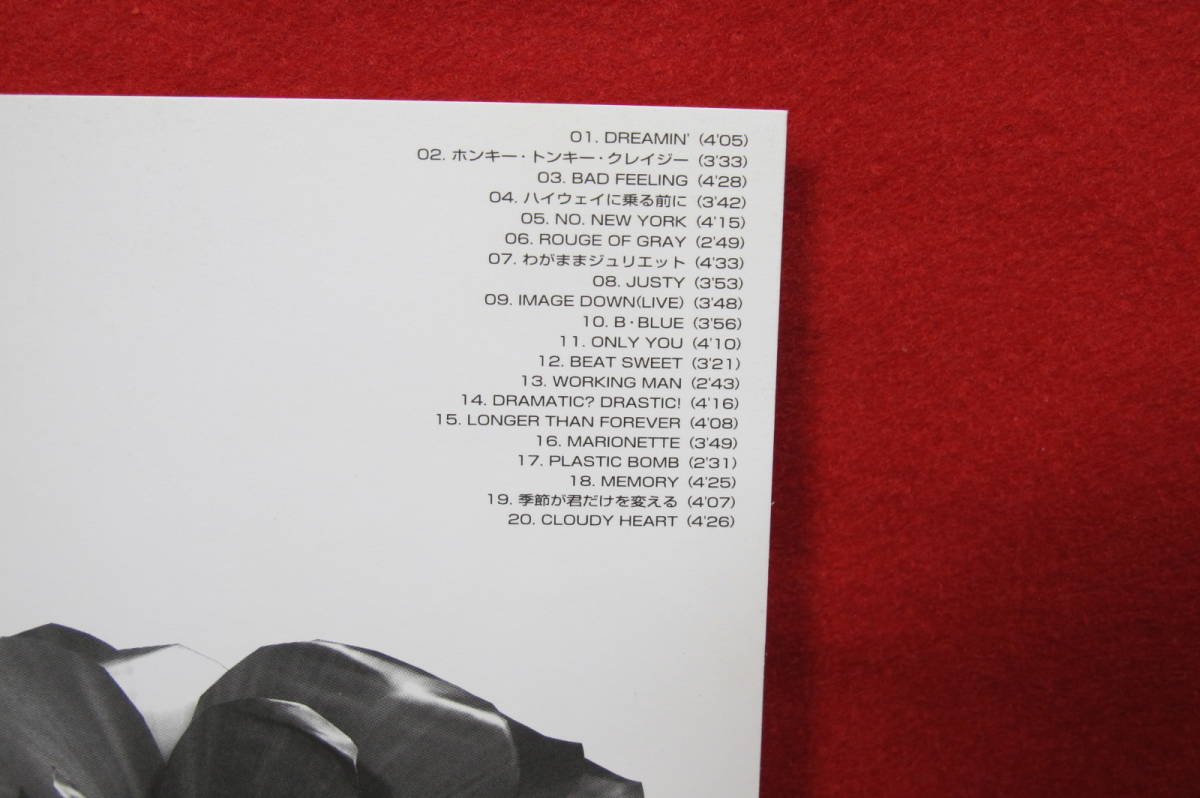 01. DREAMIN' (4'05)
02. ホンキー・トンキー・クレイジー (3'33)
03. BAD FEELING (4'28)
04. ハイウェイに乗る前に (3'42)
05. NO. NEW YORK (4'15)
06. ROUGE OF GRAY (2'49)
07. わがままジュリエット (4'33)
08. JUSTY (3'53)
09. IMAGE DOWN(LIVE) (3'48)
10. B・BLUE (3'56)
11. ONLY YOU (4'10)
12. BEAT SWEET (3'21)
13. WORKING MAN (2'43)
14. DRAMATIC? DRASTIC! (4'16)
15. LONGER THAN FOREVER (4'08)
16. MARIONETTE (3'49)
17. PLASTIC BOMB (2'31)
18. MEMORY (4'25)
19. 季節が君だけを変える (4'07)
20. CLOUDY HEART (4'26)